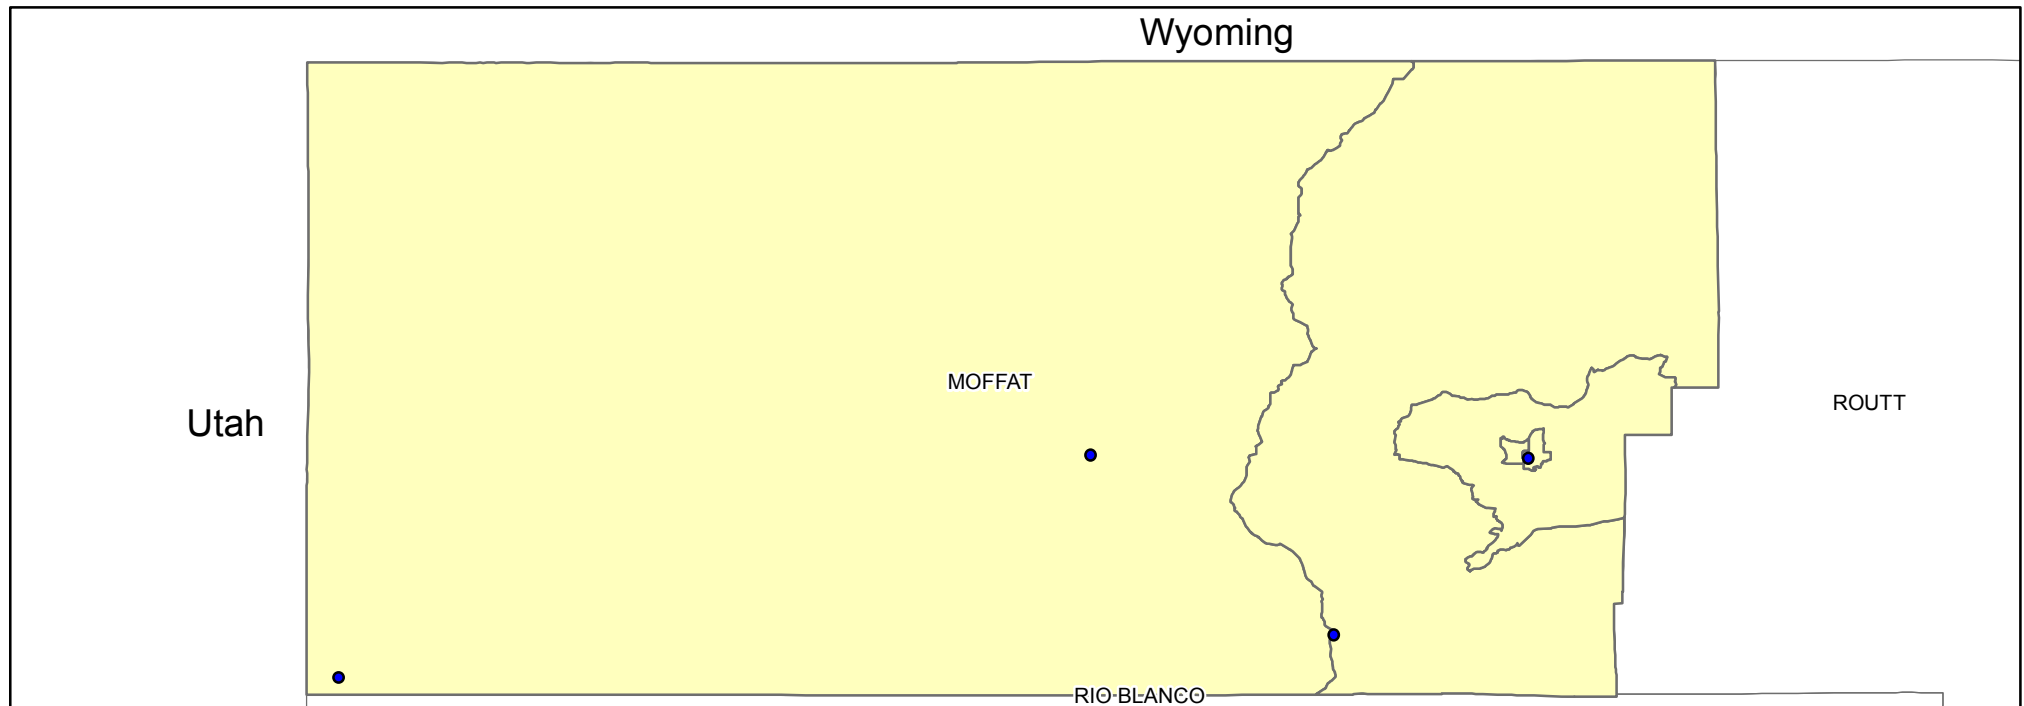 Wyoming
MOFFAT
ROUTT
Utah
RIO BLANCO